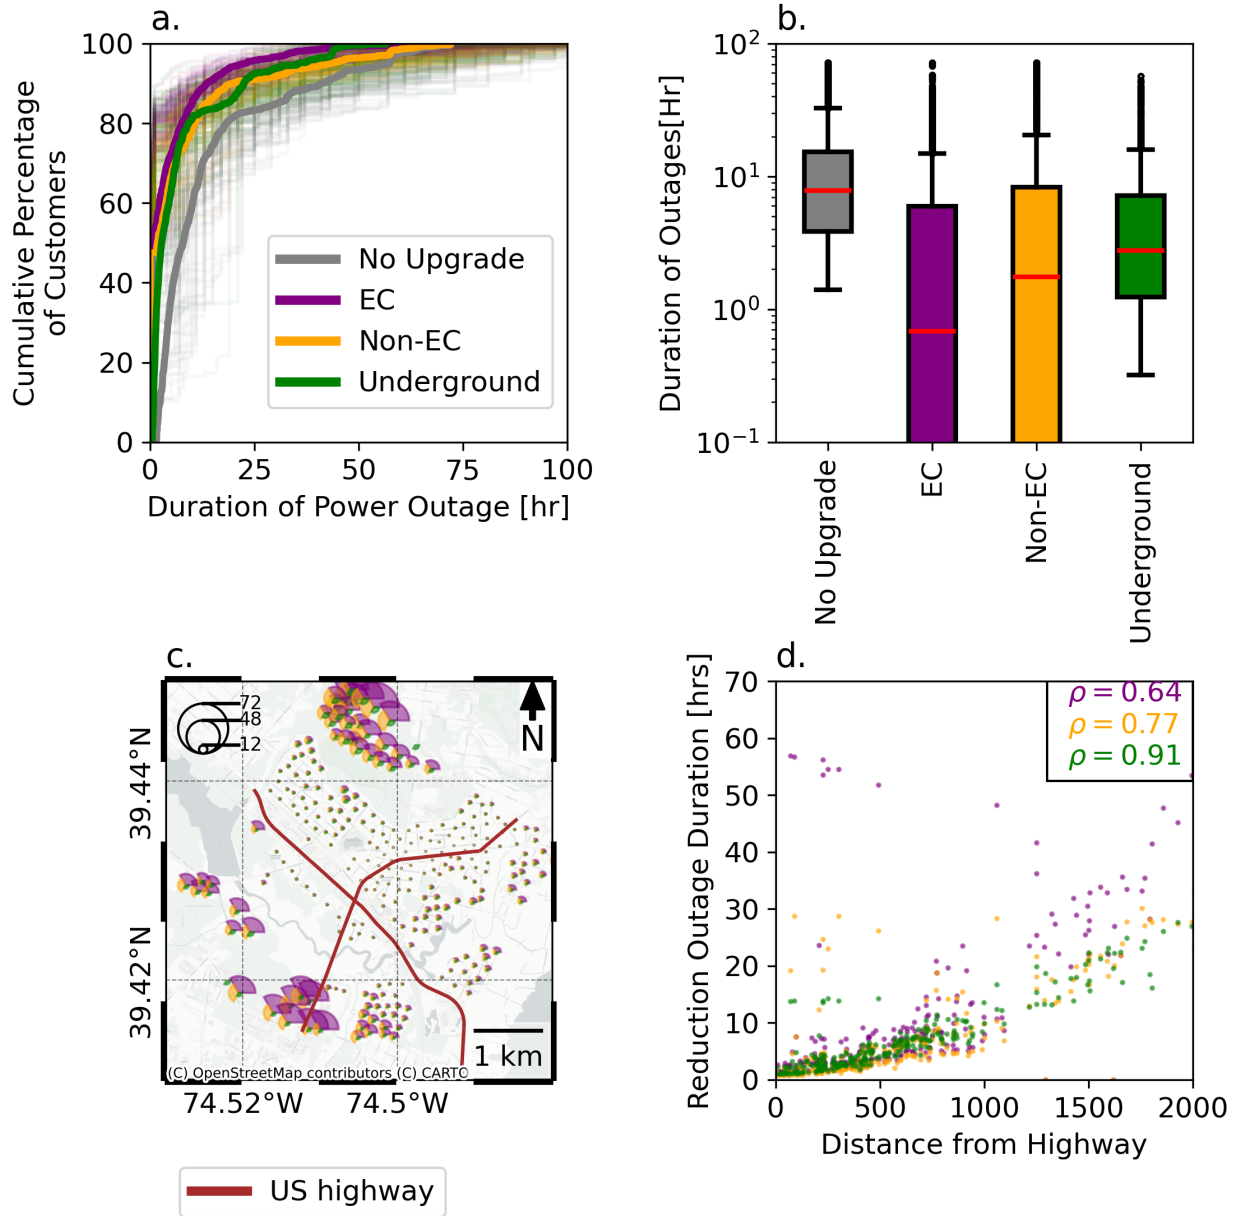 a.
100
80
60
40
20
0
Cumulative Percentage
of Customers
No Upgrade
EC
Non-EC
Underground
0
25
50
75
100
Duration of Power Outage [hr]
b.
10²
10¹
10⁰
10⁻¹
Duration of Outages[Hr]
No Upgrade
EC
Non-EC
Underground
c.
72
48
12
N
39.44°N
39.42°N
1 km
(C) OpenStreetMap contributors (C) CARTO
74.52°W
74.5°W
US highway
d.
70
60
50
40
30
20
10
0
Reduction Outage Duration [hrs]
ρ = 0.64
ρ = 0.77
ρ = 0.91
0
500
1000
1500
2000
Distance from Highway